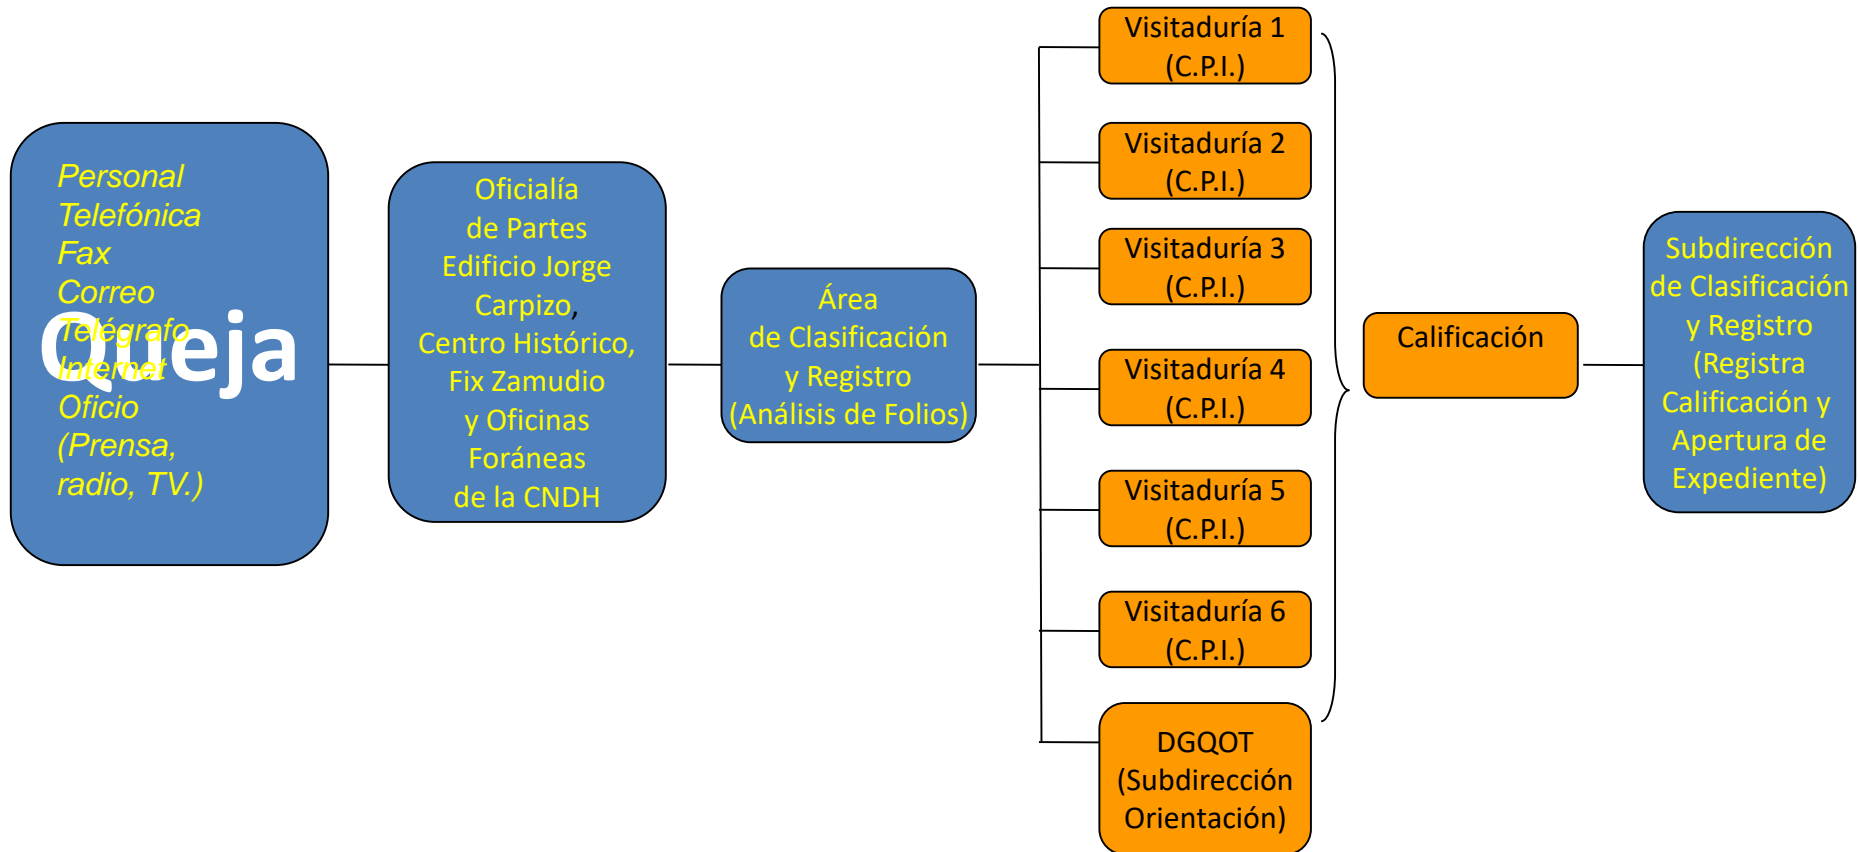 Personal
Telefónica
Fax
Correo
Telégrafo
Internet
Oficio
(Prensa,
radio, TV.)
Queja
Oficialía
de Partes
Edificio Jorge
Carpizo,
Centro Histórico,
Fix Zamudio
y Oficinas
Foráneas
de la CNDH
Área
de Clasificación
y Registro
(Análisis de Folios)
Visitaduría 1
(C.P.I.)
Visitaduría 2
(C.P.I.)
Visitaduría 3
(C.P.I.)
Visitaduría 4
(C.P.I.)
Visitaduría 5
(C.P.I.)
Visitaduría 6
(C.P.I.)
DGQOT
(Subdirección
Orientación)
Calificación
Subdirección
de Clasificación
y Registro
(Registra
Calificación y
Apertura de
Expediente)